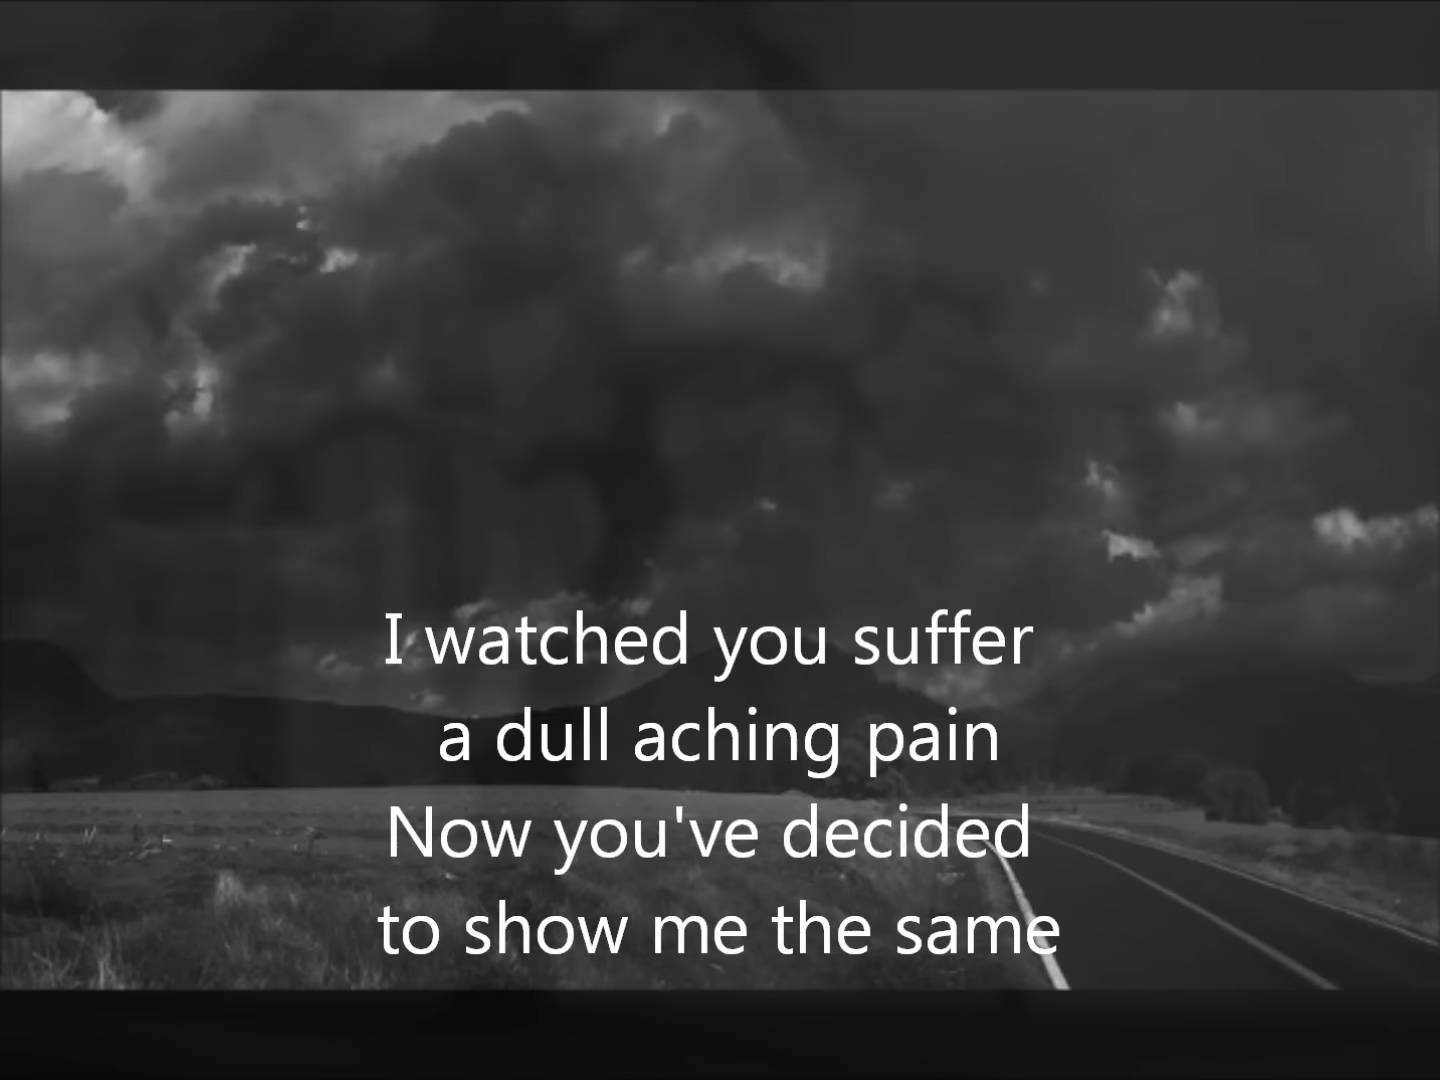 I watched you suffer
a dull aching pain
Now you've decided
to show me the same